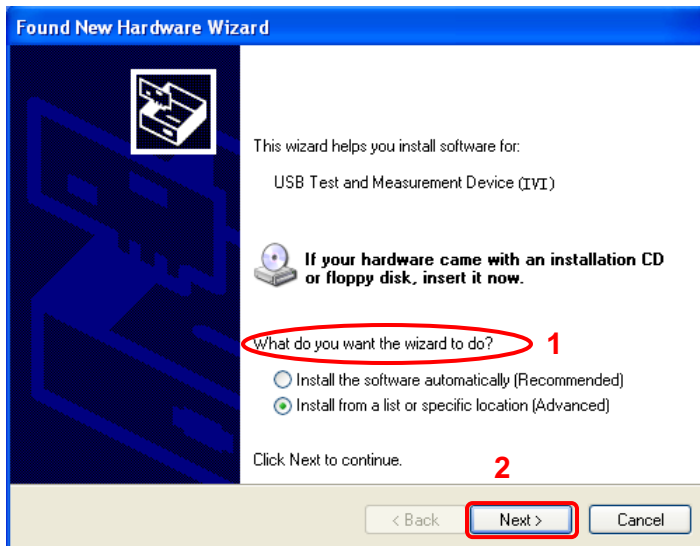 Found New Hardware Wizard
This wizard helps you install software for:
USB Test and Measurement Device (IVI)
If your hardware came with an installation CD
or floppy disk, insert it now.
What do you want the wizard to do? 1
Install the software automatically (Recommended)
Install from a list or specific location (Advanced)
Click Next to continue.
2
< Back Next > Cancel